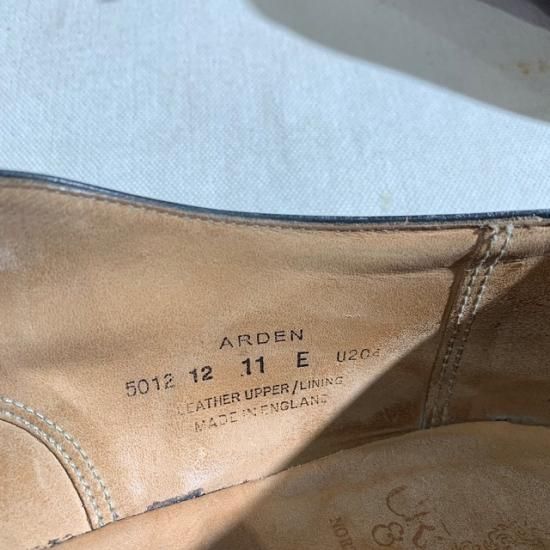 ARDEN
5012 12 11 E U204
LEATHER UPPER/LINING
MADE IN ENGLAND